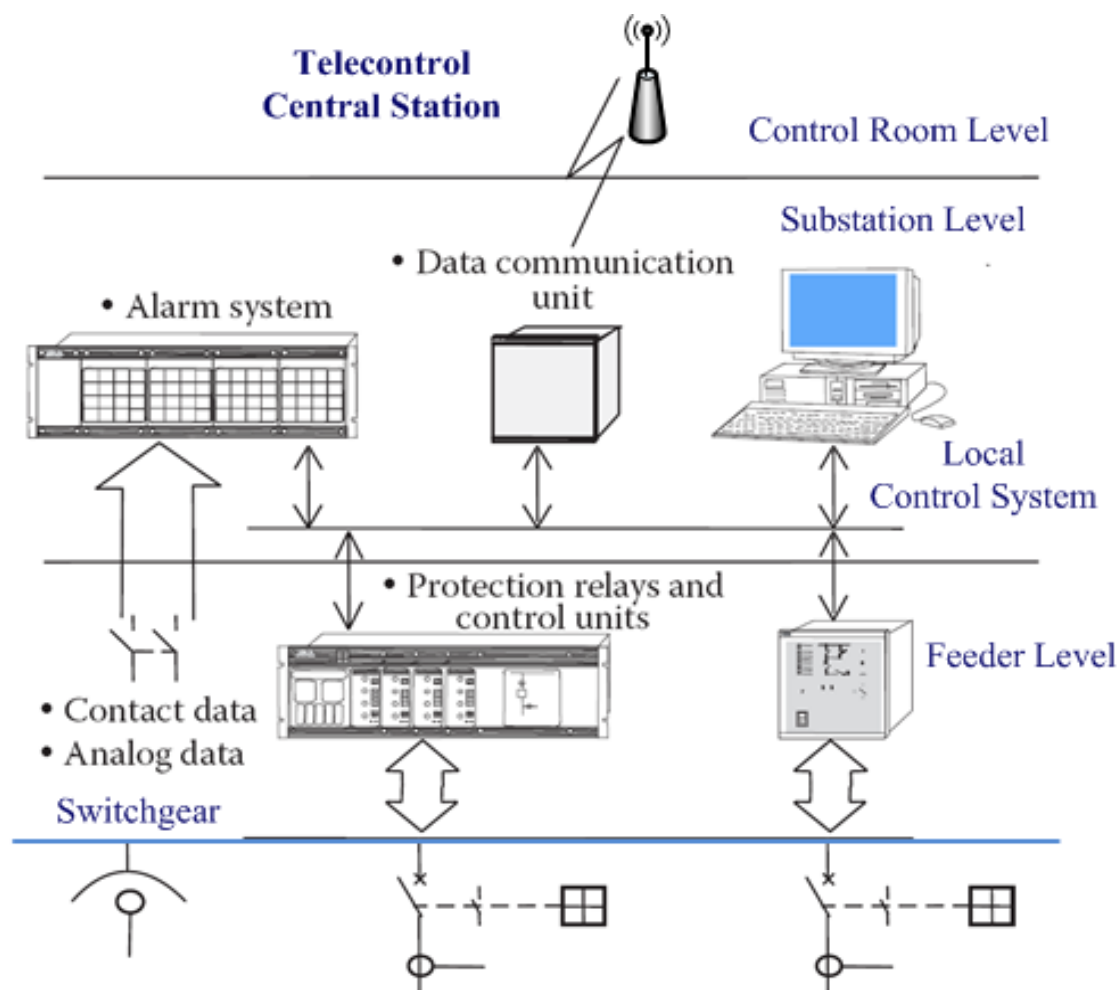 Telecontrol
Central Station
Control Room Level
Substation Level
• Data communication
unit
• Alarm system
Local
Control System
• Protection relays and
control units
Feeder Level
• Contact data
• Analog data
Switchgear